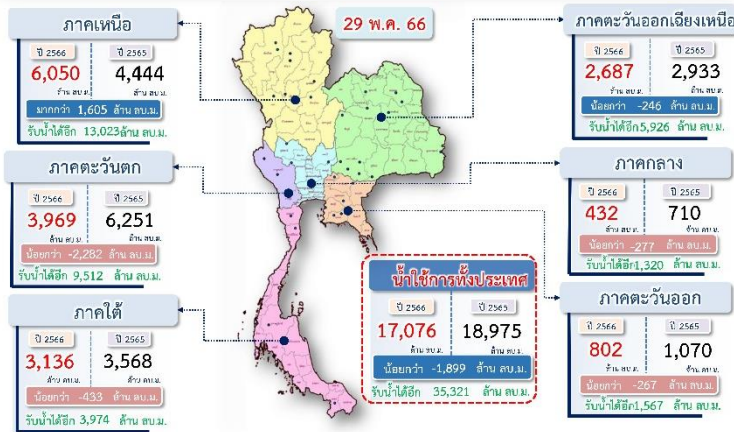 29 พ.ค. 66
ภาคเหนือ
ปี 2566 ปี 2565
6,050 4,444
ล้าน ลบ.ม. ล้าน ลบ.ม.
มากกว่า 1,605 ล้าน ลบ.ม.
รับน้ำได้อีก 13,023 ล้าน ลบ.ม.
ภาคตะวันออกเฉียงเหนือ
ปี 2566 ปี 2565
2,687 2,933
ล้าน ลบ.ม. ล้าน ลบ.ม.
น้อยกว่า -246 ล้าน ลบ.ม.
รับน้ำได้อีก5,926 ล้าน ลบ.ม.
ภาคตะวันตก
ปี 2566 ปี 2565
3,969 6,251
ล้าน ลบ.ม. ล้าน ลบ.ม.
น้อยกว่า -2,282 ล้าน ลบ.ม.
รับน้ำได้อีก 9,512 ล้าน ลบ.ม.
ภาคกลาง
ปี 2566 ปี 2565
432 710
ล้าน ลบ.ม. ล้าน ลบ.ม.
น้อยกว่า -277 ล้าน ลบ.ม.
รับน้ำได้อีก1,320 ล้าน ลบ.ม.
ภาคใต้
ปี 2566 ปี 2565
3,136 3,568
ล้าน ลบ.ม. ล้าน ลบ.ม.
น้อยกว่า -433 ล้าน ลบ.ม.
รับน้ำได้อีก 3,974 ล้าน ลบ.ม.
น้ำใช้การทั้งประเทศ
ปี 2566 ปี 2565
17,076 18,975
ล้าน ลบ.ม. ล้าน ลบ.ม.
น้อยกว่า -1,899 ล้าน ลบ.ม.
รับน้ำได้อีก 35,321 ล้าน ลบ.ม.
ภาคตะวันออก
ปี 2566 ปี 2565
802 1,070
ล้าน ลบ.ม. ล้าน ลบ.ม.
น้อยกว่า -267 ล้าน ลบ.ม.
รับน้ำได้อีก1,567 ล้าน ลบ.ม.